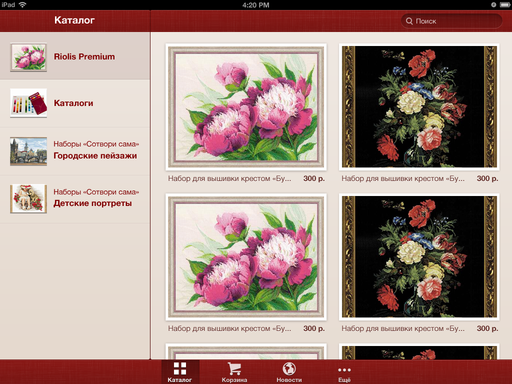 iPad
4:20 PM
Каталог
Поиск
Riolis Premium
Каталоги
Наборы «Сотвори сама»
Городские пейзажи
Наборы «Сотвори сама»
Детские портреты
Набор для вышивки крестом «Бу... 300 р.
Набор для вышивки крестом «Бу... 300 р.
Набор для вышивки крестом «Бу... 300 р.
Набор для вышивки крестом «Бу... 300 р.
Каталог
Корзина
Новости
Ещё